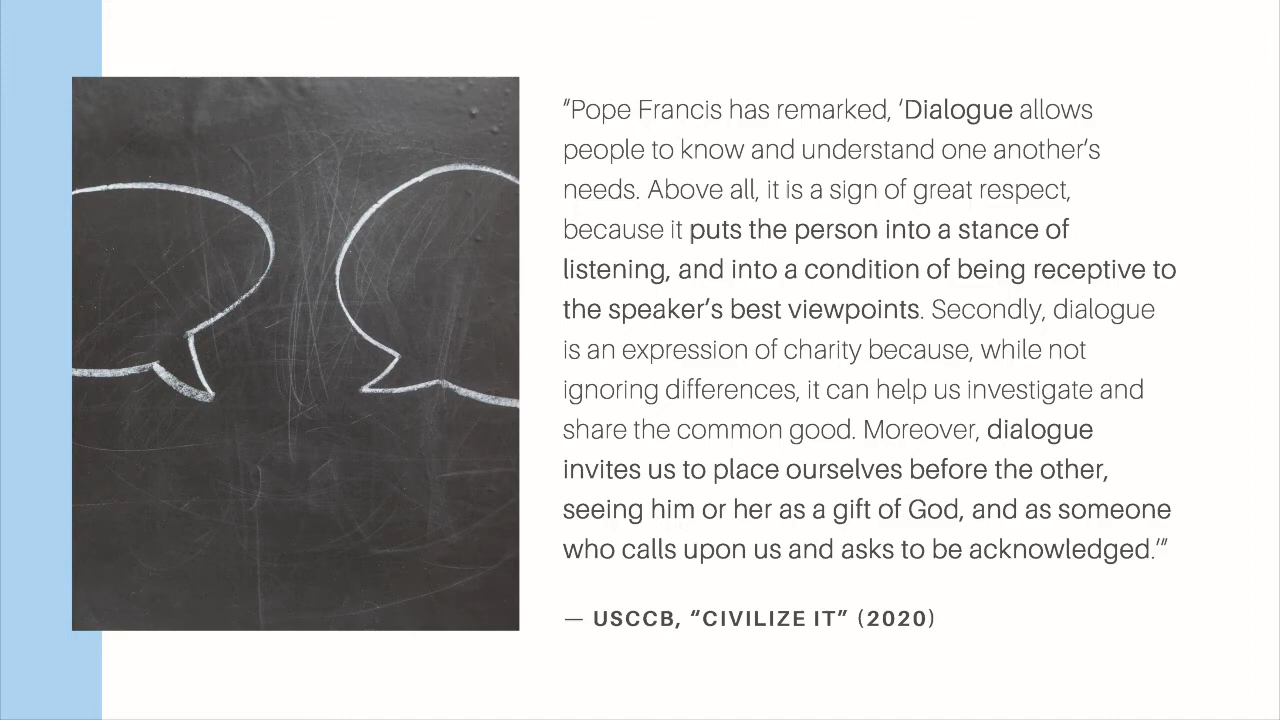 “Pope Francis has remarked, ‘Dialogue allows
people to know and understand one another’s
needs. Above all, it is a sign of great respect,
because it puts the person into a stance of
listening, and into a condition of being receptive to
the speaker’s best viewpoints. Secondly, dialogue
is an expression of charity because, while not
ignoring differences, it can help us investigate and
share the common good. Moreover, dialogue
invites us to place ourselves before the other,
seeing him or her as a gift of God, and as someone
who calls upon us and asks to be acknowledged.’”
— USCCB, “CIVILIZE IT” (2020)